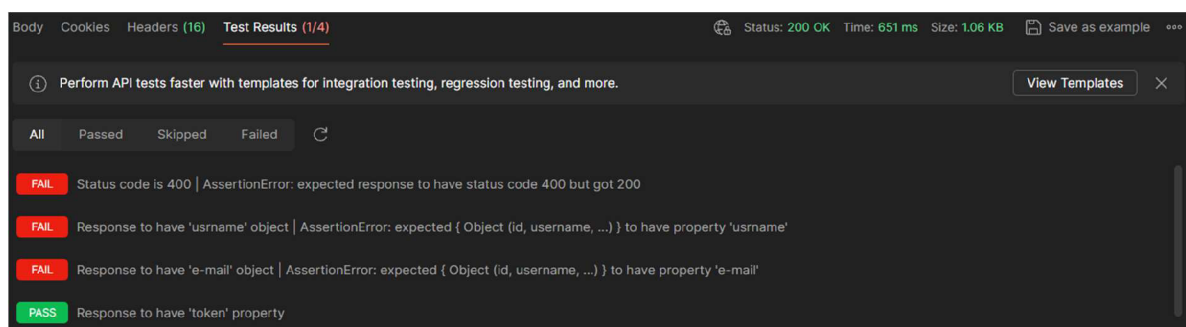 Body Cookies Headers (16) Test Results (1/4) Status: 200 OK Time: 651 ms Size: 1.06 KB Save as example
Perform API tests faster with templates for integration testing, regression testing, and more. View Templates
All Passed Skipped Failed
FAIL Status code is 400 | AssertionError: expected response to have status code 400 but got 200
FAIL Response to have 'usrname' object | AssertionError: expected { Object (id, username, ...) } to have property 'usrname'
FAIL Response to have 'e-mail' object | AssertionError: expected { Object (id, username, ...) } to have property 'e-mail'
PASS Response to have 'token' property